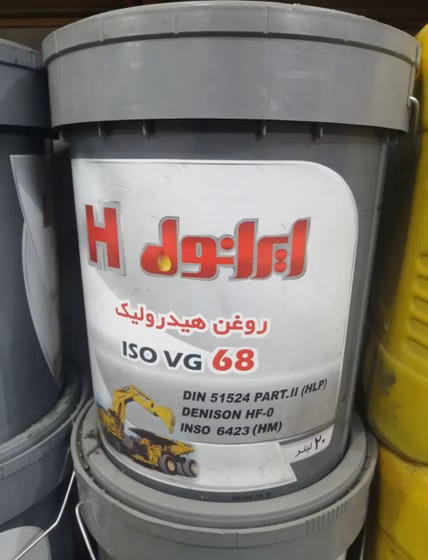 ایرانول H
روغن هیدرولیک
ISO VG 68
DIN 51524 PART.II (HLP)
DENISON HF-0
INSO 6423 (HM)
۲۰ لیتر